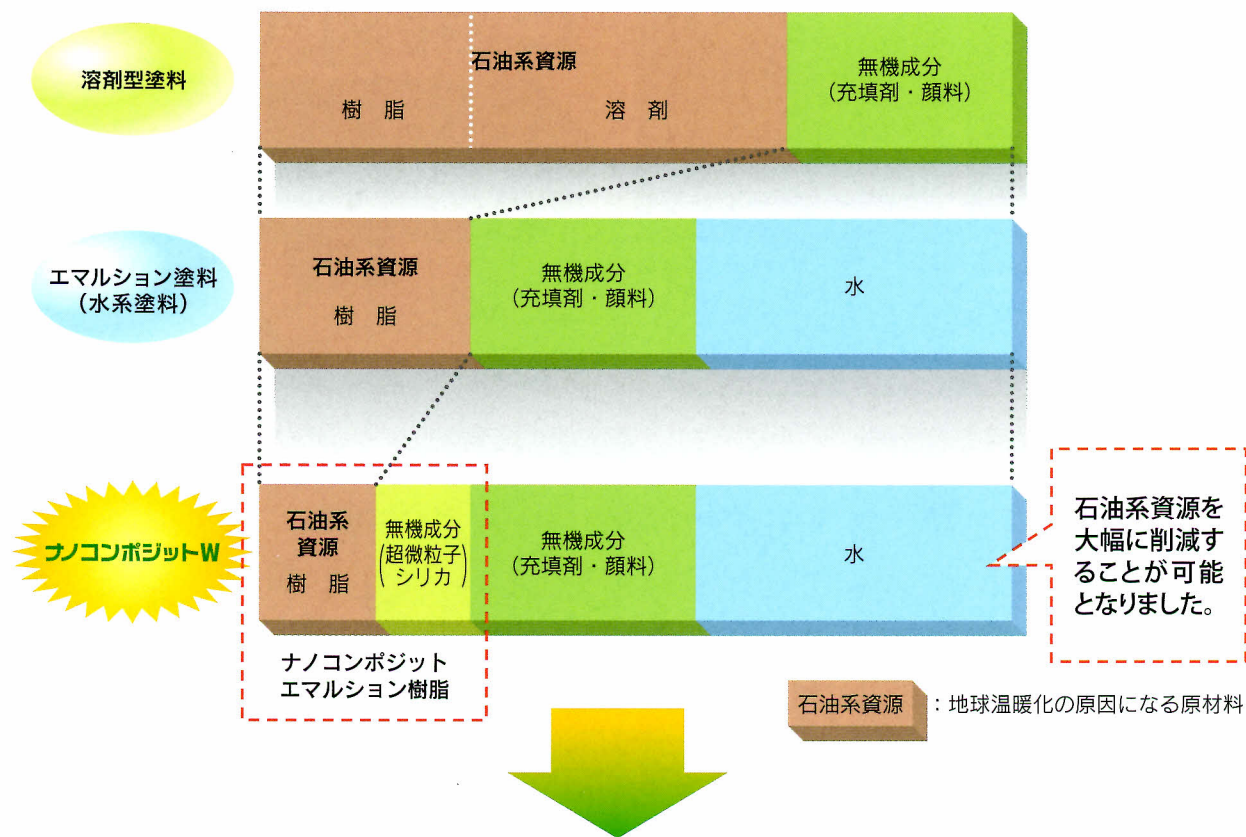 溶剤型塗料
石油系資源
樹 脂
溶 剤
無機成分
(充填剤・顔料)
エマルション塗料
(水系塗料)
石油系資源
樹 脂
無機成分
(充填剤・顔料)
水
ナノコンポジットW
石油系
資源
樹 脂
無機成分
(超微粒子
シリカ)
無機成分
(充填剤・顔料)
水
石油系資源を
大幅に削減す
ることが可能
となりました。
ナノコンポジット
エマルション樹脂
石油系資源:地球温暖化の原因になる原材料